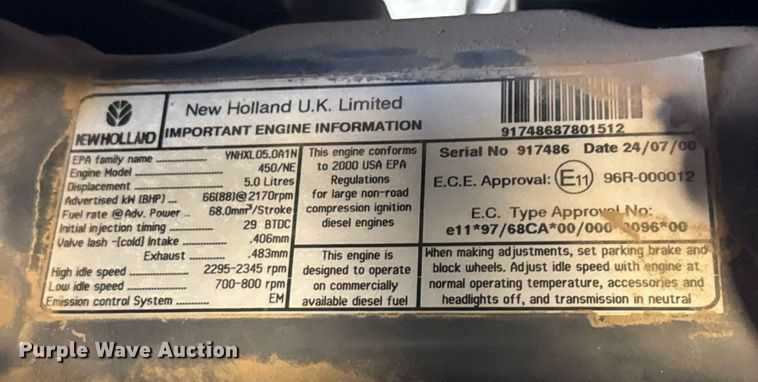 New Holland U.K. Limited
NEW HOLLAND IMPORTANT ENGINE INFORMATION
91748687801512
EPA family name ............ YNHXL05.0A1N
Engine Model ............ 450/NE
Displacement ............ 5.0 Litres
Advertised kW (BHP) .... 66(88)@2170rpm
Fuel rate @Adv. Power .. 68.0mm³/Stroke
Initial injection timing ........ 29 BTDC
Valve lash -(cold) Intake ........ .406mm
Exhaust ........ .483mm
High idle speed ............ 2295-2345 rpm
Low idle speed ............ 700-800 rpm
Emission control System ........ EM
This engine conforms
to 2000 USA EPA
Regulations
for large non-road
compression ignition
diesel engines
This engine is
designed to operate
on commercially
available diesel fuel
Serial No 917486 Date 24/07/00
E.C.E. Approval: E11 96R-000012
E.C. Type Approval No:
e11*97/68CA*00/000 0096*00
When making adjustments, set parking brake and
block wheels. Adjust idle speed with engine at
normal operating temperature, accessories and
headlights off, and transmission in neutral
Purple Wave Auction